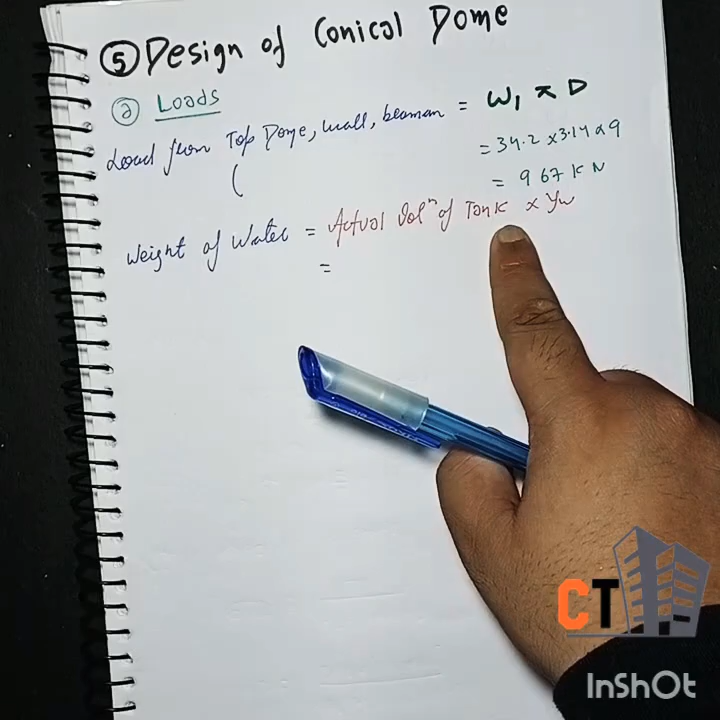 ⑤ Design of Conical Dome
ⓐ Loads
Load from Top Dome, wall, beaman = W₁ π D
= 34.2 x 3.14 x 9
(
= 967 kN
Weight of Water = Actual Volⁿ of Tank x γw
=
CT
InShOt